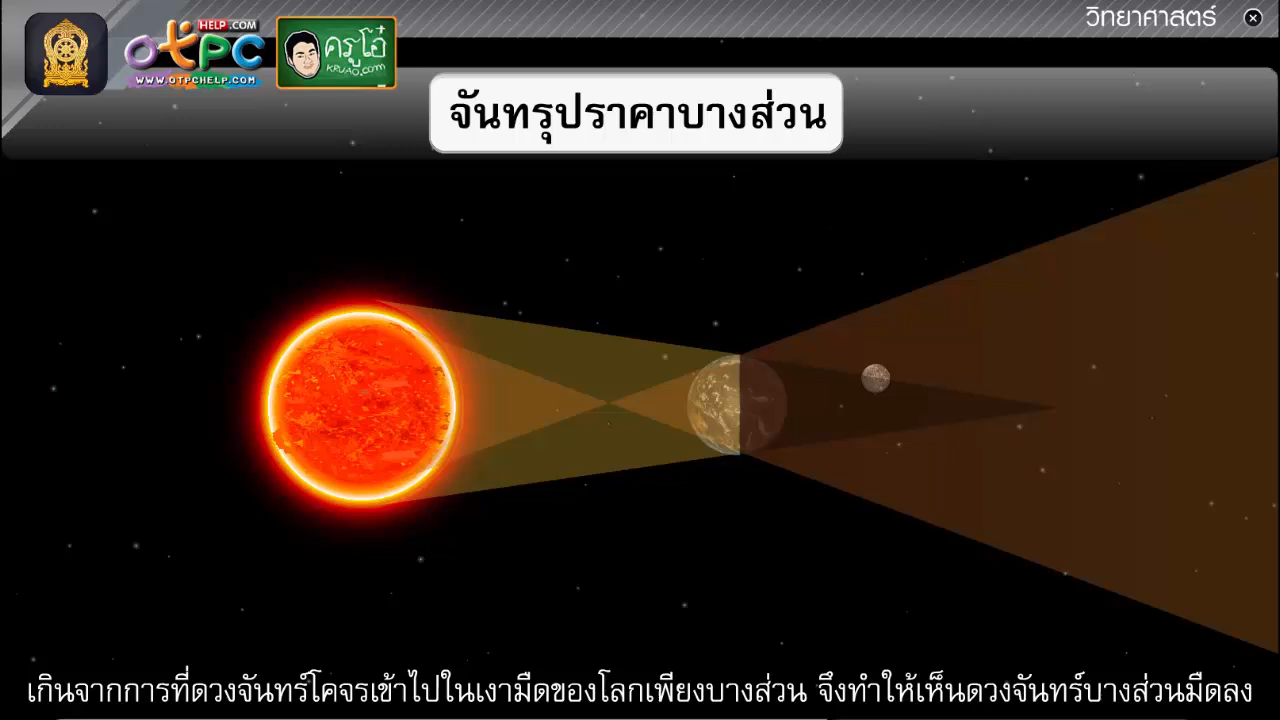 วิทยาศาสตร์
HELP.COM
OTPC
WWW.OTPCHELP.COM
ครูโอ๋
KRUAO.COM
จันทรุปราคาบางส่วน
เกินจากการที่ดวงจันทร์โคจรเข้าไปในเงามืดของโลกเพียงบางส่วน จึงทำให้เห็นดวงจันทร์บางส่วนมืดลง